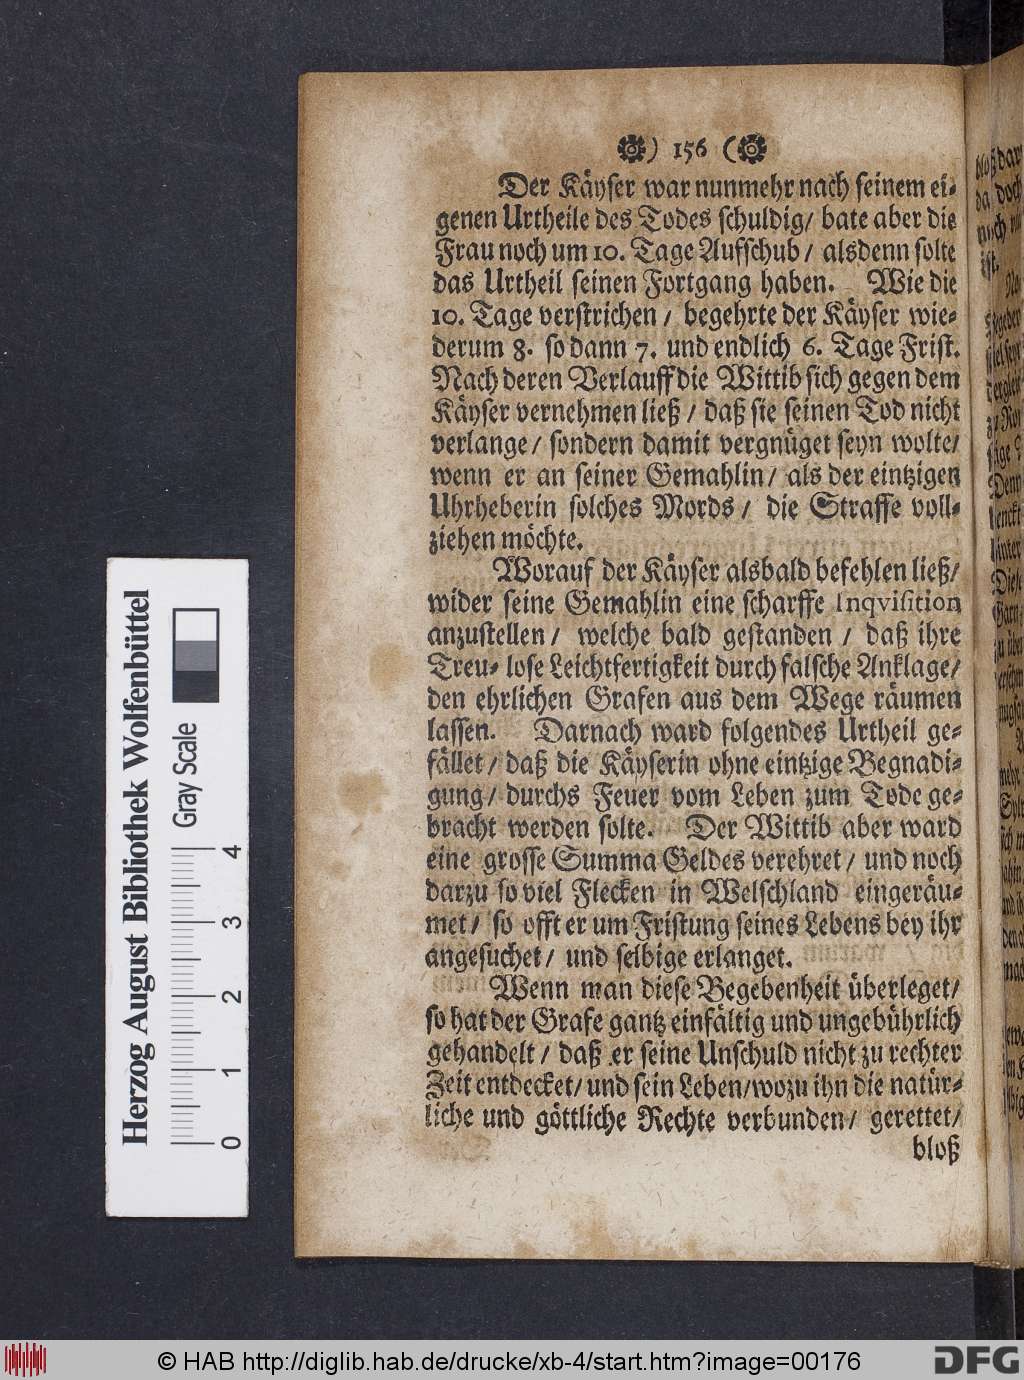 ) 156 (
Der Käyser war nunmehr nach seinem ei-
genen Urtheile des Todes schuldig/ bate aber die
Frau noch um 10. Tage Aufschub/ alsdenn solte
das Urtheil seinen Fortgang haben. Wie die
10. Tage verstrichen/ begehrte der Käyser wie-
derum 8. so dann 7. und endlich 6. Tage Frist.
Nach deren Verlauff die Wittib sich gegen dem
Käyser vernehmen ließ/ daß sie seinen Tod nicht
verlange/ sondern damit vergnüget seyn wolte/
wenn er an seiner Gemahlin/ als der eintzigen
Uhrheberin solches Mords/ die Straffe voll-
ziehen möchte.
Worauf der Käyser alsbald befehlen ließ/
wider seine Gemahlin eine scharffe Inqvisition
anzustellen/ welche bald gestanden/ daß ihre
Treu-lose Leichtfertigkeit durch falsche Anklage/
den ehrlichen Grafen aus dem Wege räumen
lassen. Darnach ward folgendes Urtheil ge-
fället/ daß die Käyserin ohne eintzige Begnadi-
gung/ durchs Feuer vom Leben zum Tode ge-
bracht werden solte. Der Wittib aber ward
eine grosse Summa Geldes verehret/ und noch
darzu so viel Flecken in Welschland eingeräu-
met/ so offt er um Fristung seines Lebens bey ihr
angesuchet/ und selbige erlanget.
Wenn man diese Begebenheit überleget/
so hat der Grafe gantz einfältig und ungebührlich
gehandelt/ daß er seine Unschuld nicht zu rechter
Zeit entdecket/ und sein Leben/ wozu ihn die natür-
liche und göttliche Rechte verbunden/ gerettet/
bloß
Herzog August Bibliothek Wolfenbüttel
Gray Scale
0 1 2 3 4
© HAB http://diglib.hab.de/drucke/xb-4/start.htm?image=00176
DFG